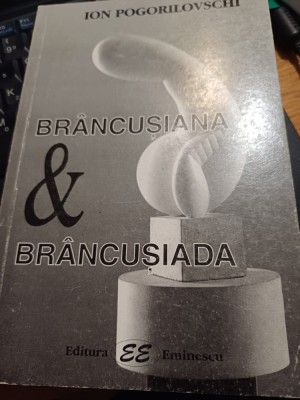 ION POGORILOVSCHI
BRÂNCUȘIANA
&
BRÂNCUȘIADA
Editura EE Eminescu